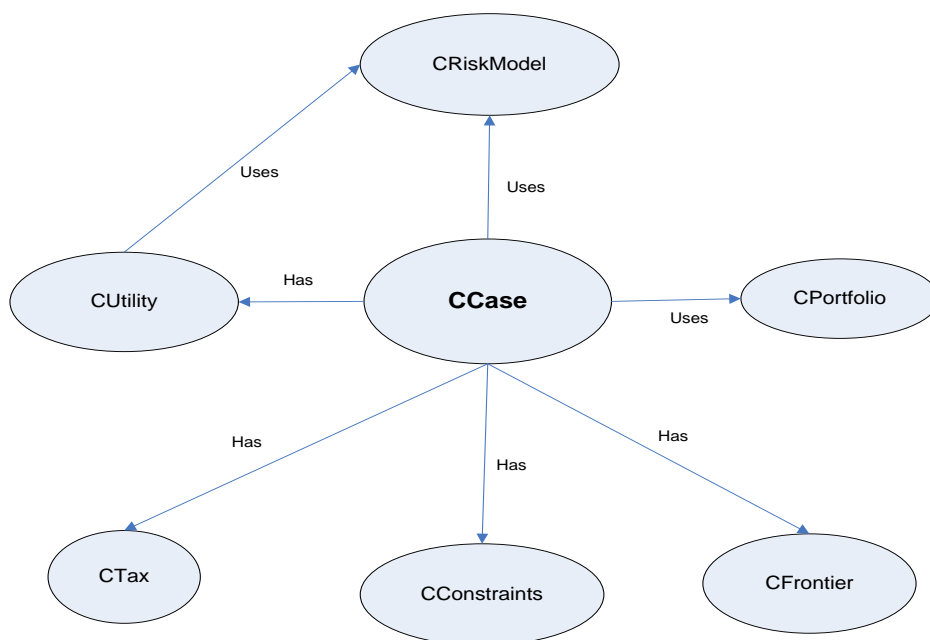 CRiskModel
Uses
Uses
CUtility
Has
CCase
CPortfolio
Uses
Has
Has
Has
CTax
CConstraints
CFrontier